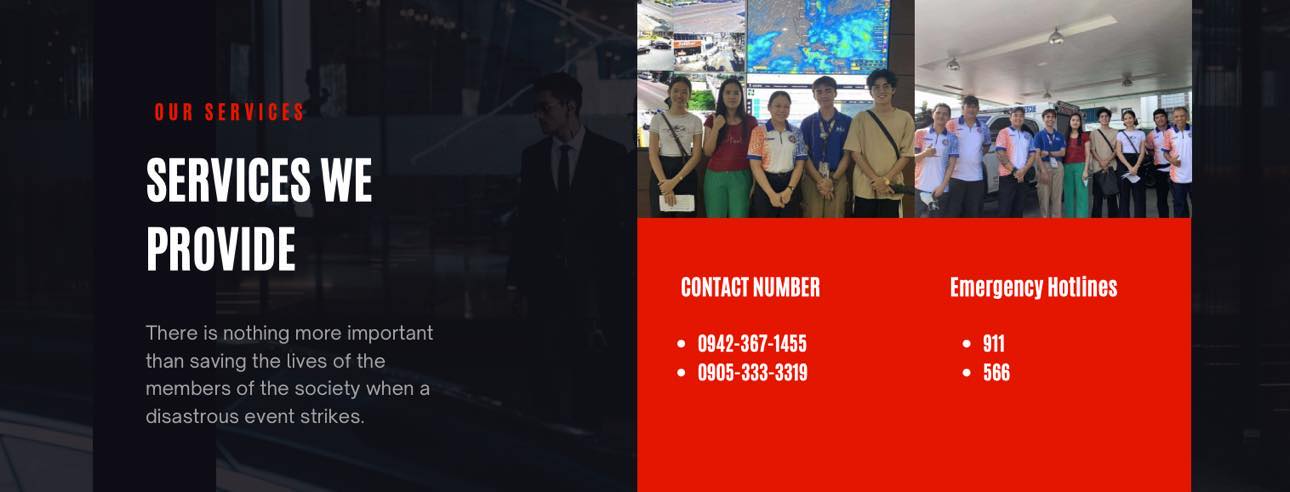 OUR SERVICES
SERVICES WE
PROVIDE
There is nothing more important
than saving the lives of the
members of the society when a
disastrous event strikes.
CONTACT NUMBER
• 0942-367-1455
• 0905-333-3319
Emergency Hotlines
• 911
• 566